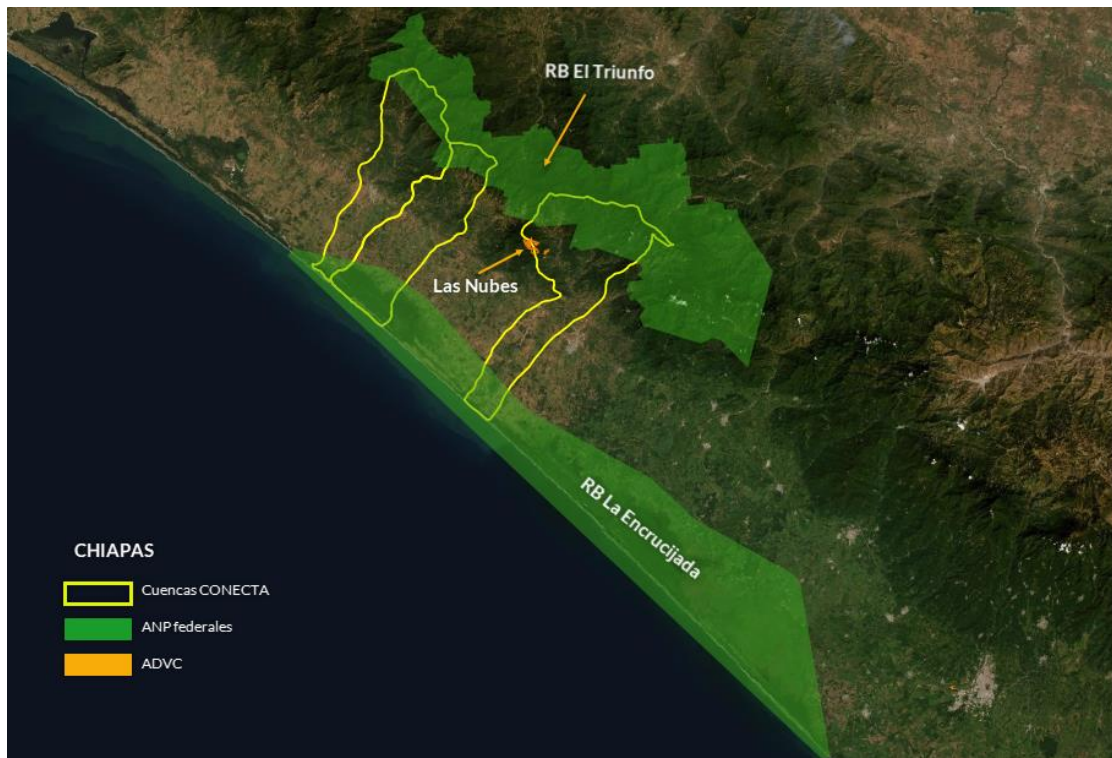 RB El Triunfo
Las Nubes
RB La Encrucijada
CHIAPAS
Cuencas CONECTA
ANP federales
ADVC